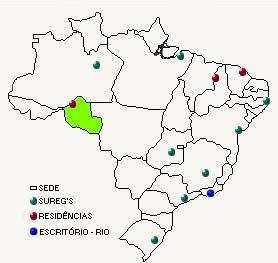 SEDE
SUREG'S
RESIDÊNCIAS
ESCRITÓRIO - RIO